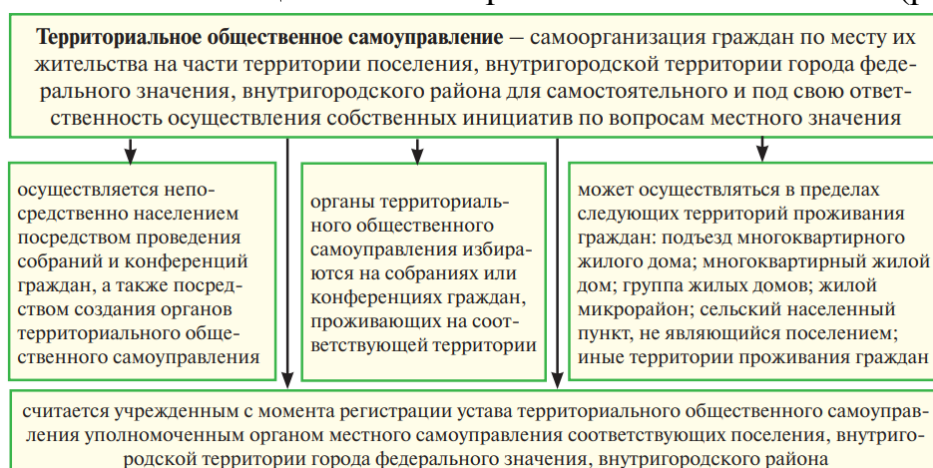 Территориальное общественное самоуправление – самоорганизация граждан по месту их
жительства на части территории поселения, внутригородской территории города феде-
рального значения, внутригородского района для самостоятельного и под свою ответ-
ственность осуществления собственных инициатив по вопросам местного значения
осуществляется непо-
средственно населением
посредством проведения
собраний и конференций
граждан, а также посред-
ством создания органов
территориального обще-
ственного самоуправления
органы территориаль-
ного общественного
самоуправления избира-
ются на собраниях или
конференциях граждан,
проживающих на соот-
ветствующей территории
может осуществляться в пределах
следующих территорий проживания
граждан: подъезд многоквартирного
жилого дома; многоквартирный жилой
дом; группа жилых домов; жилой
микрорайон; сельский населенный
пункт, не являющийся поселением;
иные территории проживания граждан
считается учрежденным с момента регистрации устава территориального общественного самоуправ-
ления уполномоченным органом местного самоуправления соответствующих поселения, внутриго-
родской территории города федерального значения, внутригородского района